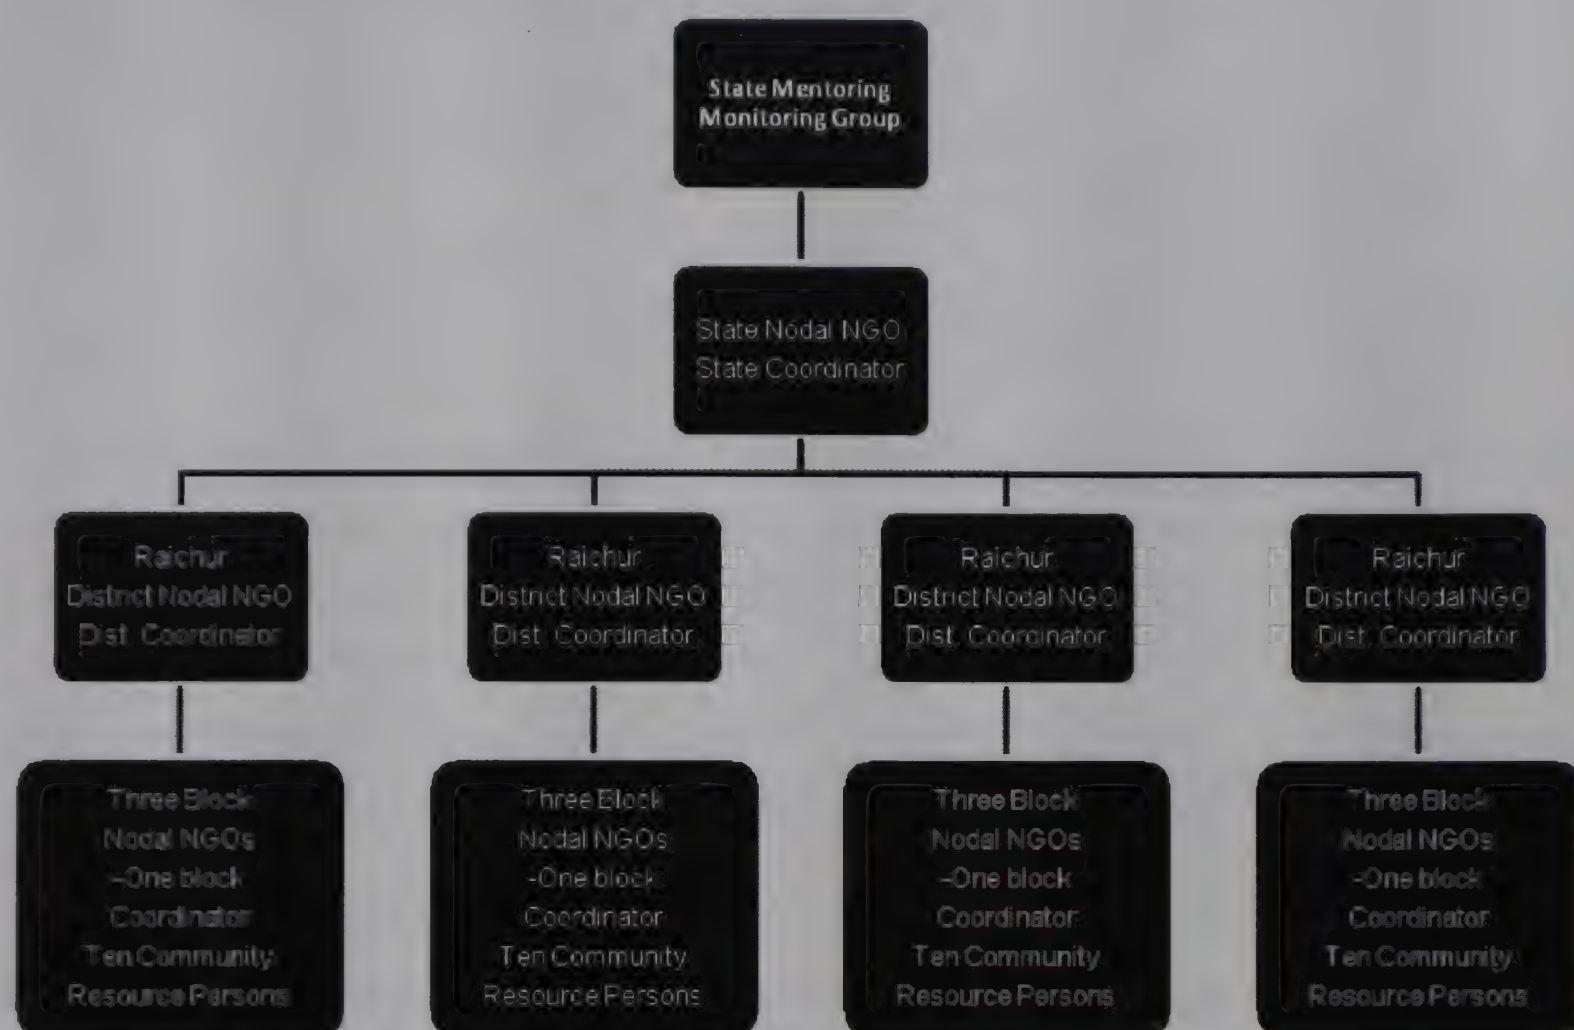 State Mentoring
Monitoring Group
State Nodal NGO
State Coordinator
Raichur
District Nodal NGO
Dist. Coordinator
Raichur
District Nodal NGO
Dist. Coordinator
Raichur
District Nodal NGO
Dist. Coordinator
Raichur
District Nodal NGO
Dist. Coordinator
Three Block
Nodal NGOs
-One block
Coordinator
Ten Community
Resource Persons
Three Block
Nodal NGOs
-One block
Coordinator
Ten Community
Resource Persons
Three Block
Nodal NGOs
-One block
Coordinator
Ten Community
Resource Persons
Three Block
Nodal NGOs
-One block
Coordinator
Ten Community
Resource Persons